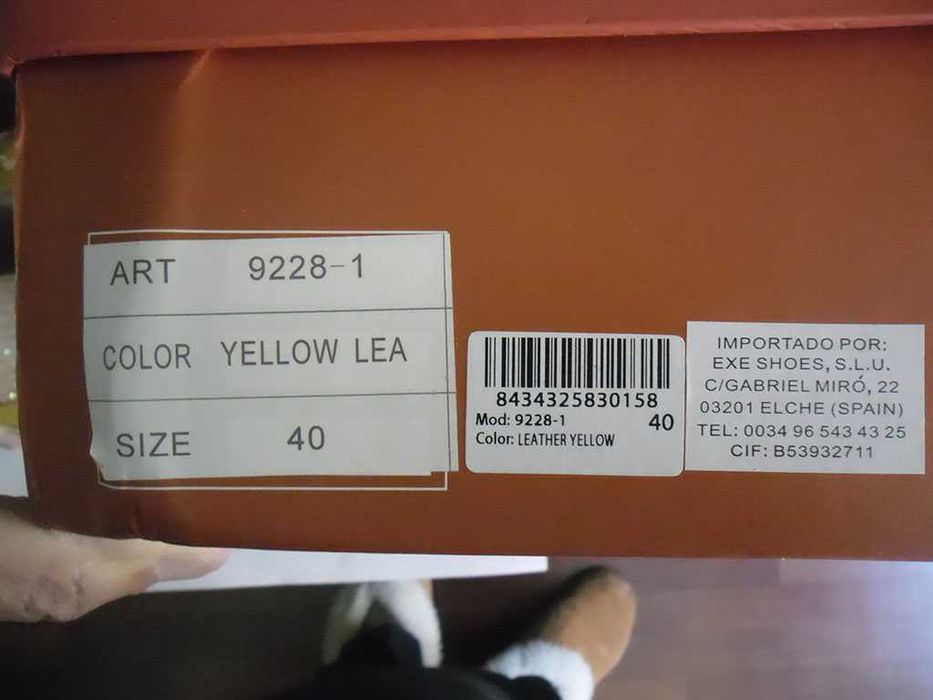 ART 9228-1
COLOR YELLOW LEA
SIZE 40
8434325830158
Mod: 9228-1 40
Color: LEATHER YELLOW
IMPORTADO POR:
EXE SHOES, S.L.U.
C/GABRIEL MIRÓ, 22
03201 ELCHE (SPAIN)
TEL: 0034 96 543 43 25
CIF: B53932711